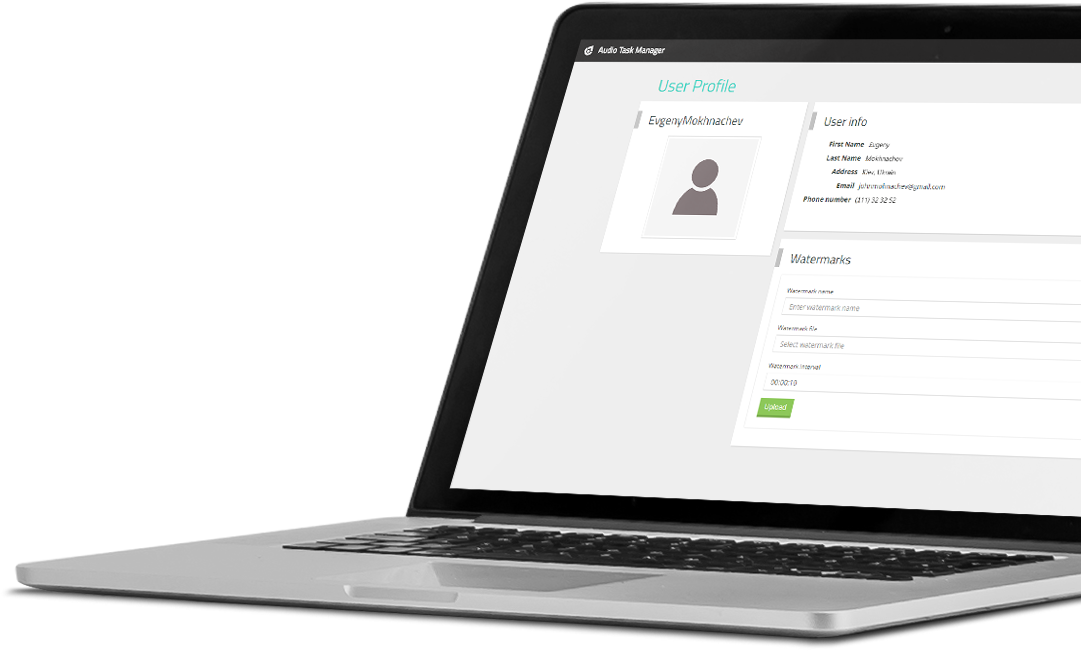 Audio Task Manager
User Profile
EvgenyMokhnachev
User info
First Name Evgeny
Last Name Mokhnachev
Address Kiev, Ukrain
Email johnmolinachev@gmail.com
Phone number (111) 32 32 52
Watermarks
Watermark name
Enter watermark name
Watermark file
Select watermark file
Watermark interval
00:00:10
Upload